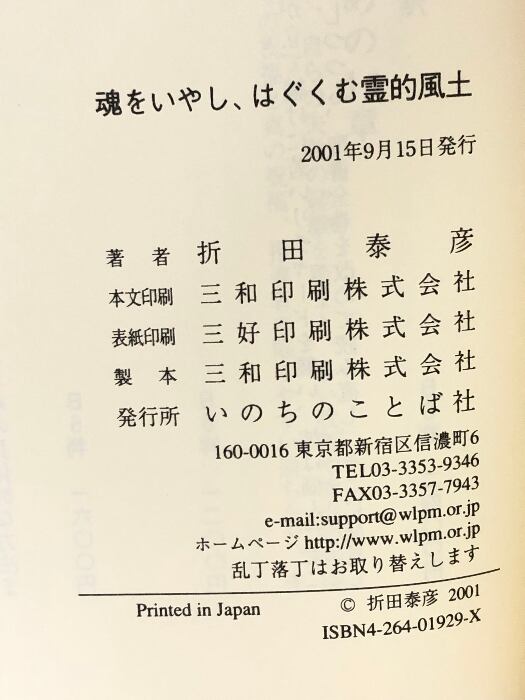 魂をいやし、はぐくむ霊的風土
2001年9月15日発行
著者 折田泰彦
本文印刷 三和印刷株式会社
表紙印刷 三好印刷株式会社
製本 三和印刷株式会社
発行所 いのちのことば社
160-0016 東京都新宿区信濃町6
TEL03-3353-9346
FAX03-3357-7943
e-mail:support@wlpm.or.jp
ホームページhttp://www.wlpm.or.jp
乱丁落丁はお取り替えします
Printed in Japan © 折田泰彦 2001
ISBN4-264-01929-X